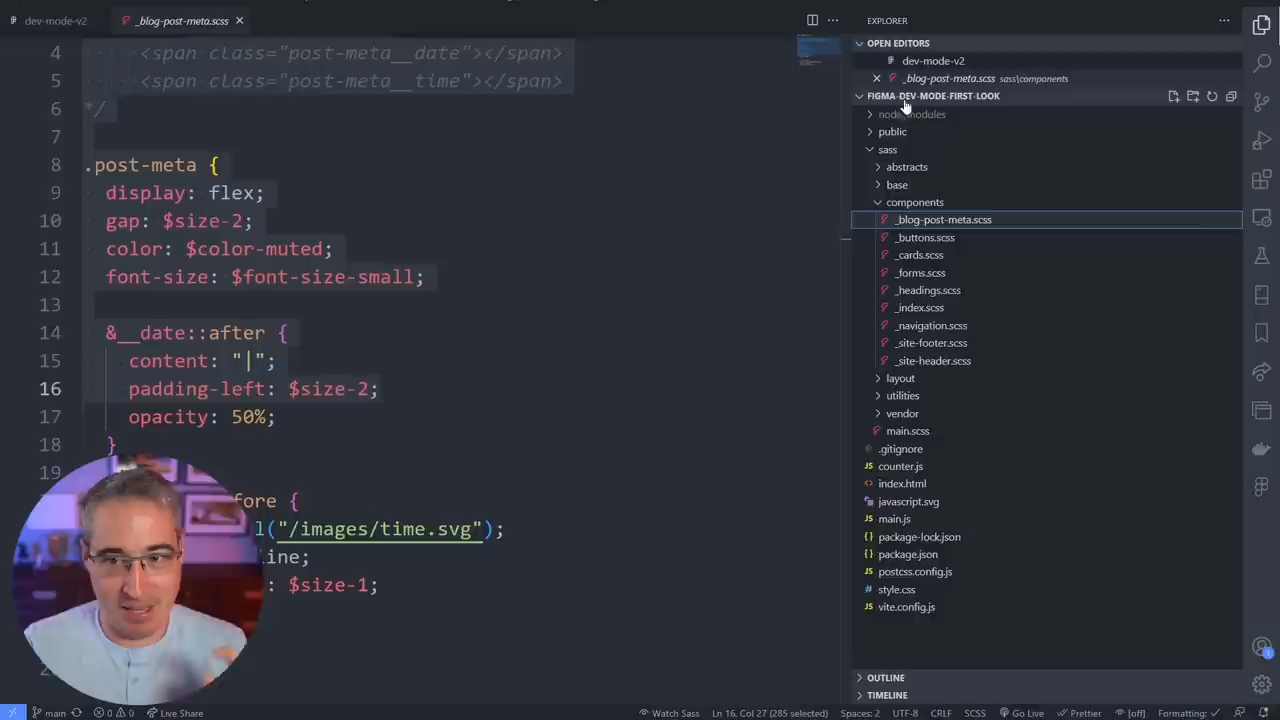 dev-mode-v2
_blog-post-meta.scss
4 <span class="post-meta__date"></span>
5 <span class="post-meta__time"></span>
6 */
7
8 .post-meta {
9 display: flex;
10 gap: $size-2;
11 color: $color-muted;
12 font-size: $font-size-small;
13
14 &__date::after {
15 content: "|";
16 padding-left: $size-2;
17 opacity: 50%;
18 }
19
fore {
l("/images/time.svg");
line;
: $size-1;
EXPLORER
OPEN EDITORS
dev-mode-v2
_blog-post-meta.scss sass\components
FIGMA-DEV-MODE-FIRST-LOOK
node_modules
public
sass
abstracts
base
components
_blog-post-meta.scss
_buttons.scss
_cards.scss
_forms.scss
_headings.scss
_index.scss
_navigation.scss
_site-footer.scss
_site-header.scss
layout
utilities
vendor
main.scss
.gitignore
JS counter.js
<> index.html
javascript.svg
JS main.js
{} package-lock.json
{} package.json
JS postcss.config.js
# style.css
JS vite.config.js
OUTLINE
TIMELINE
main 0 0 Live Share Watch Sass Ln 16, Col 27 (285 selected) Spaces: 2 UTF-8 CRLF SCSS Go Live Prettier [off] Formatting: ✓
1